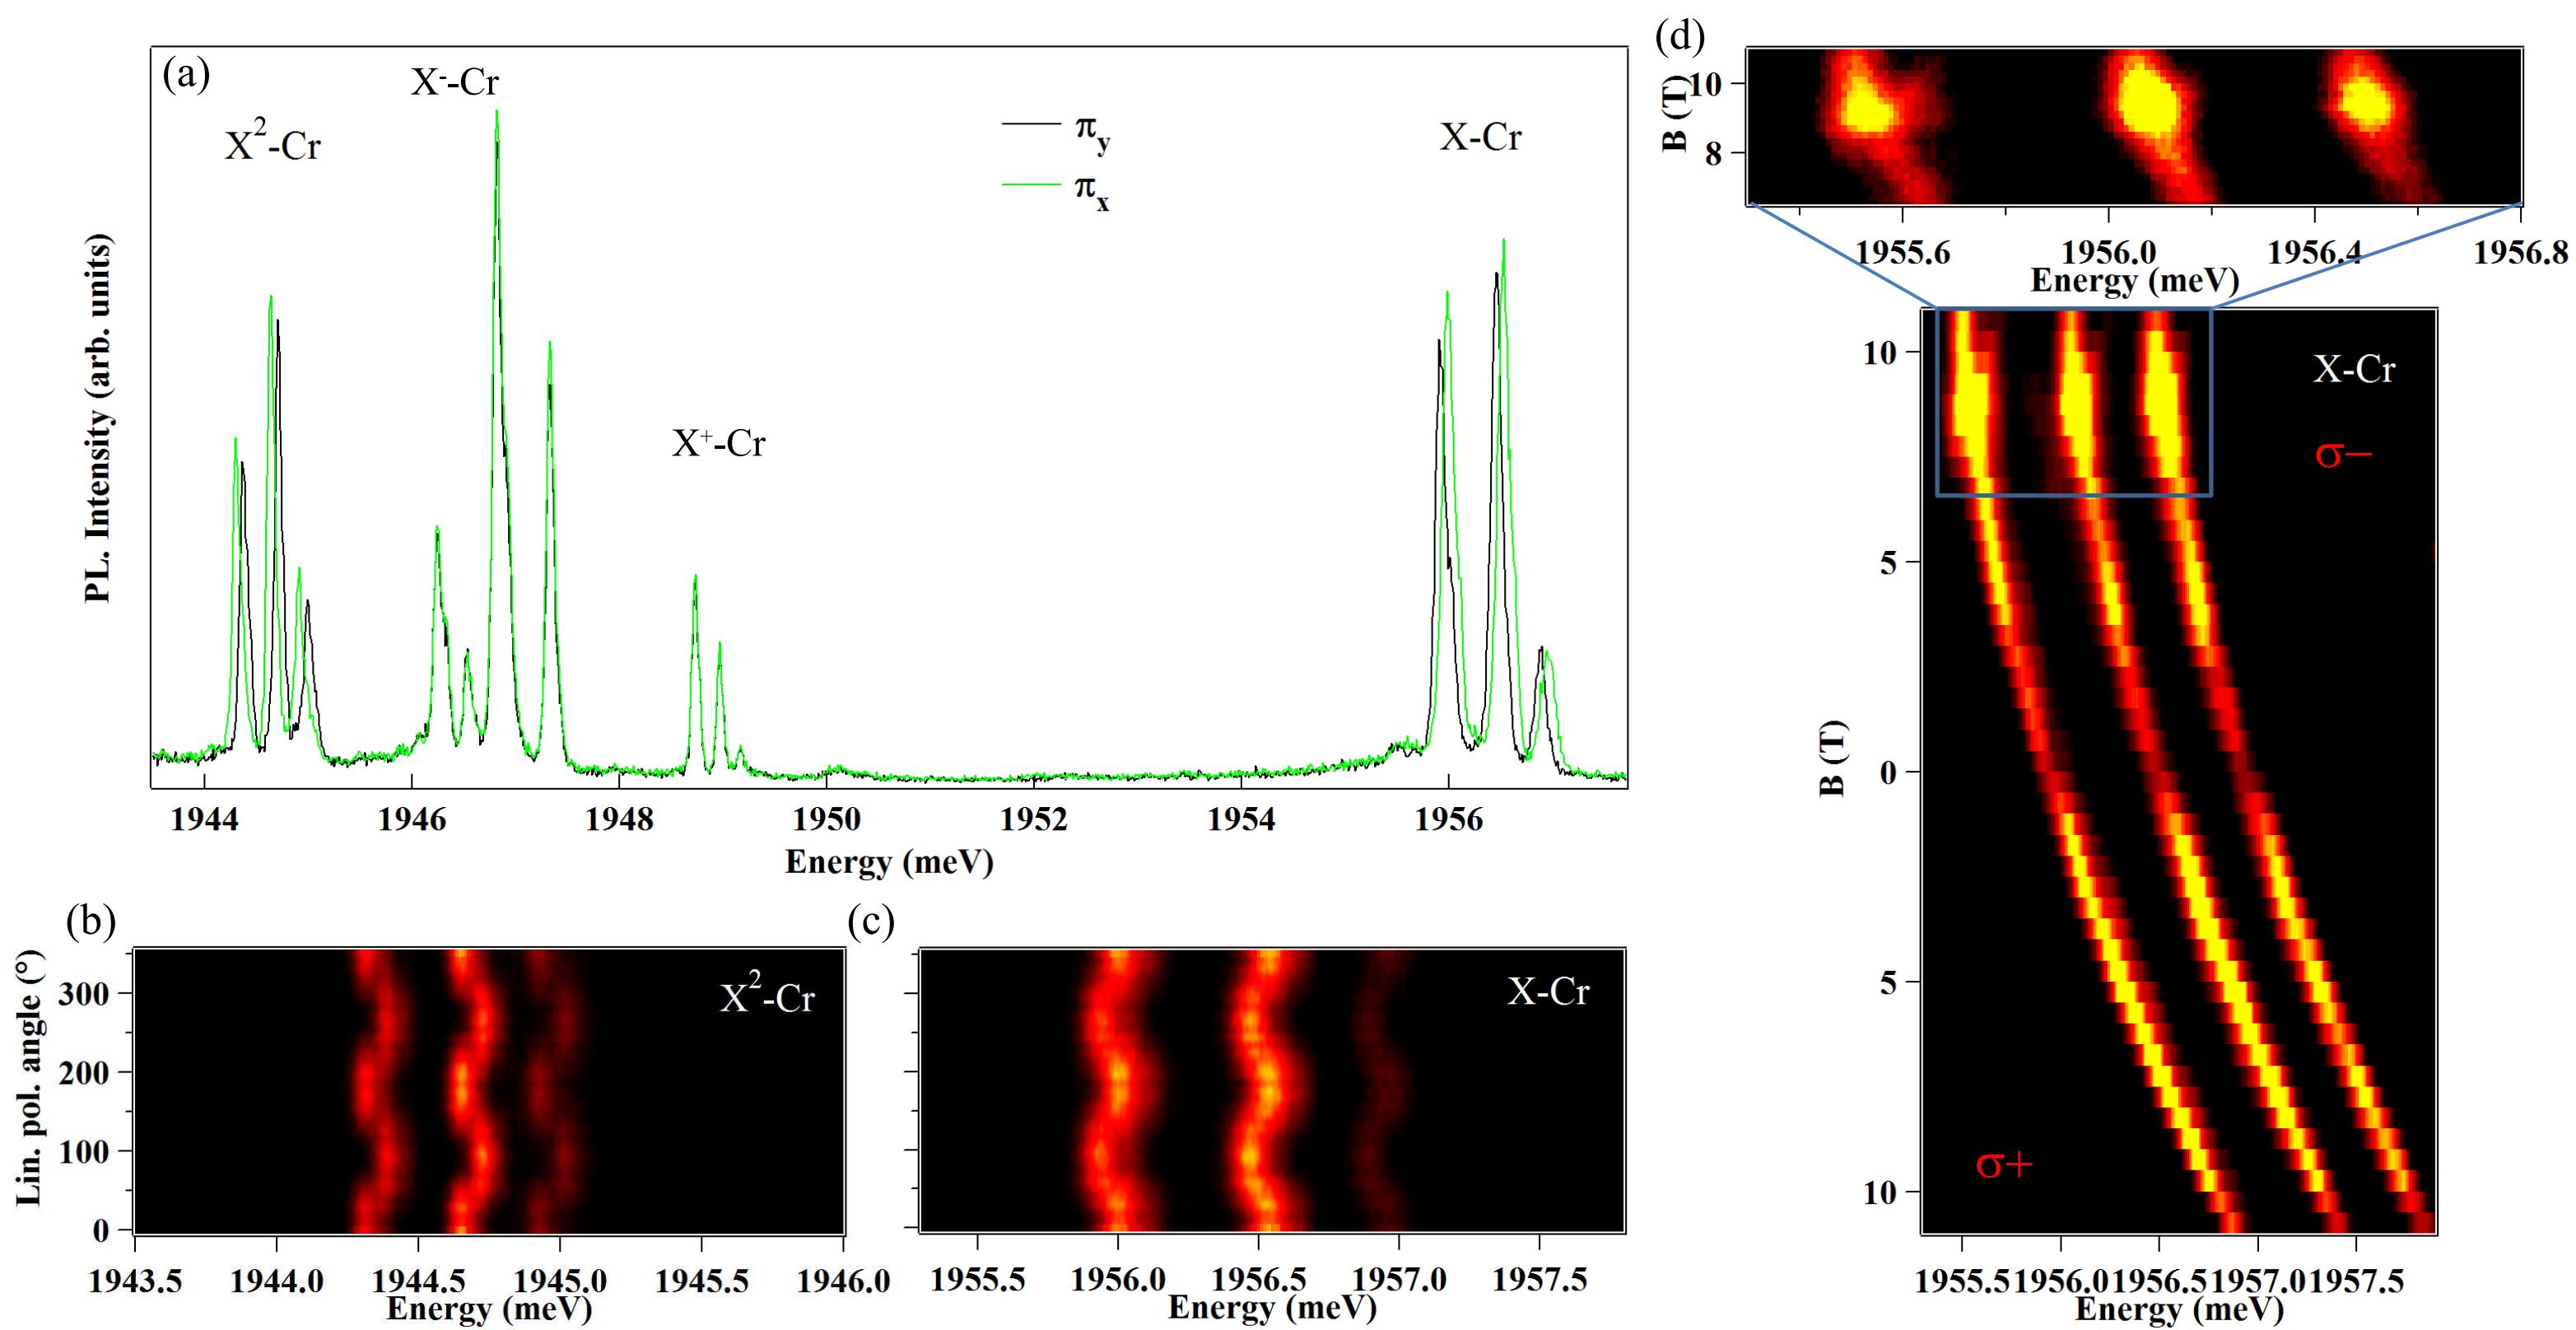 (a)
X²-Cr
X⁻-Cr
X⁺-Cr
X-Cr
π_y
π_x
PL. Intensity (arb. units)
1944 1946 1948 1950 1952 1954 1956
Energy (meV)
(b)
X²-Cr
Lin. pol. angle (°)
300
200
100
0
1943.5 1944.0 1944.5 1945.0 1945.5 1946.0
Energy (meV)
(c)
X-Cr
1955.5 1956.0 1956.5 1957.0 1957.5
Energy (meV)
(d)
B (T)
10
8
1955.6 1956.0 1956.4 1956.8
Energy (meV)
X-Cr
σ−
σ+
B (T)
10
5
0
5
10
1955.5 1956.0 1956.5 1957.0 1957.5
Energy (meV)